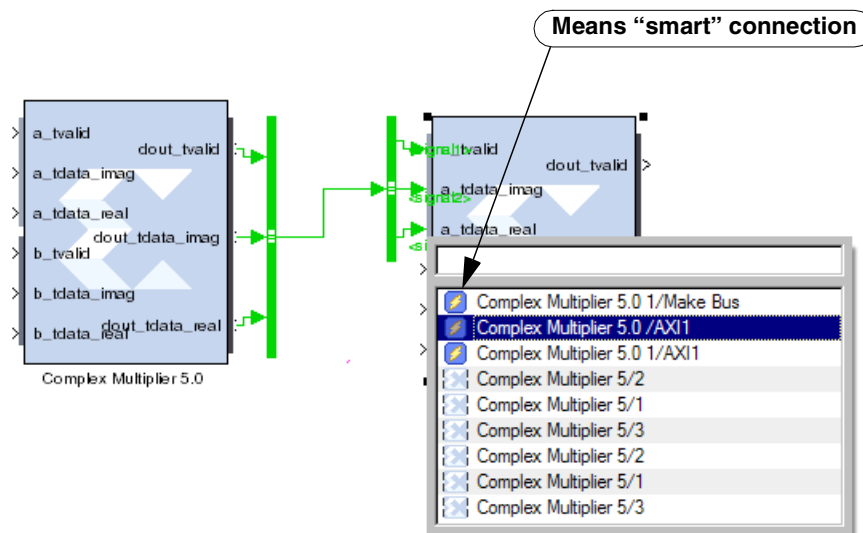 Means “smart” connection
a_tvalid
a_tdata_imag
a_tdata_real
b_tvalid
b_tdata_imag
b_tdata_real
dout_tvalid
dout_tdata_imag
dout_tdata_real
Complex Multiplier 5.0
<signal1>
tvalid
a_tdata_imag
<signal2>
a_tdata_real
dout_tvalid
Complex Multiplier 5.0 1/Make Bus
Complex Multiplier 5.0 /AXI1
Complex Multiplier 5.0 1/AXI1
Complex Multiplier 5/2
Complex Multiplier 5/1
Complex Multiplier 5/3
Complex Multiplier 5/2
Complex Multiplier 5/1
Complex Multiplier 5/3